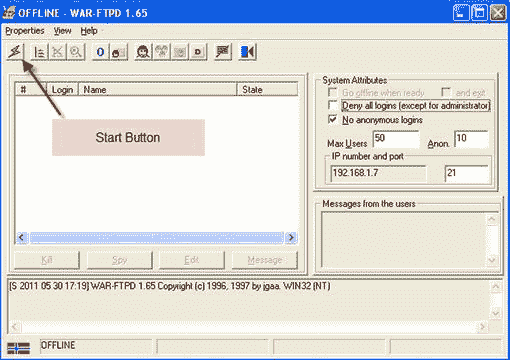 OFFLINE - WAR-FTPD 1.65
Properties View Help
# Login Name State
Start Button
Kill Spy Edit Message
System Attributes
Go offline when ready and exit
Deny all logins (except for administrator)
No anonymous logins
Max Users 50 Anon. 10
IP number and port
192.168.1.7 21
Messages from the users
[S 2011 05 30 17:19] WAR-FTPD 1.65 Copyright (c) 1996, 1997 by jgaa. WIN32 (NT)
OFFLINE